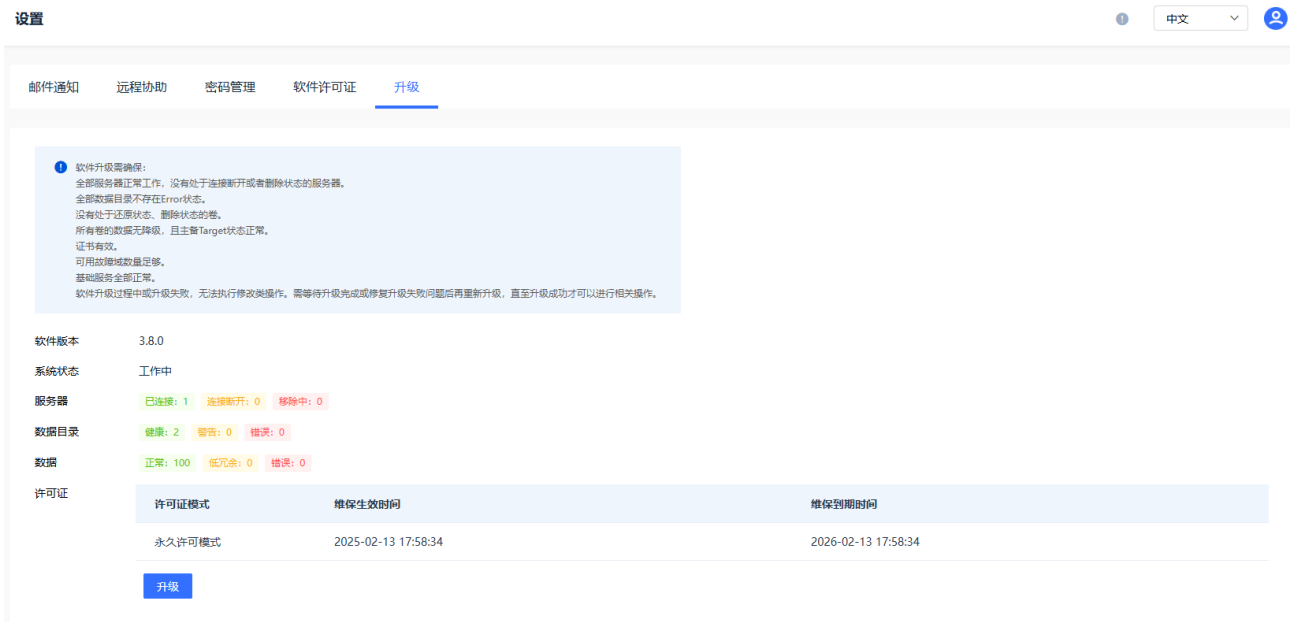 设置
中文
邮件通知 远程协助 密码管理 软件许可证 升级
软件升级需确保:
全部服务器正常工作，没有处于连接断开或者删除状态的服务器。
全部数据目录不存在Error状态。
没有处于还原状态、删除状态的卷。
所有卷的数据无降级，且主备Target状态正常。
证书有效。
可用故障域数量足够。
基础服务全部正常。
软件升级过程中或升级失败，无法执行修改类操作。需等待升级完成或修复升级失败问题后再重新升级，直至升级成功才可以进行相关操作。
软件版本 3.8.0
系统状态 工作中
服务器 已连接: 1 连接断开: 0 移除中: 0
数据目录 健康: 2 警告: 0 错误: 0
数据 正常: 100 低冗余: 0 错误: 0
许可证 许可证模式 维保生效时间 维保到期时间
永久许可模式 2025-02-13 17:58:34 2026-02-13 17:58:34
升级